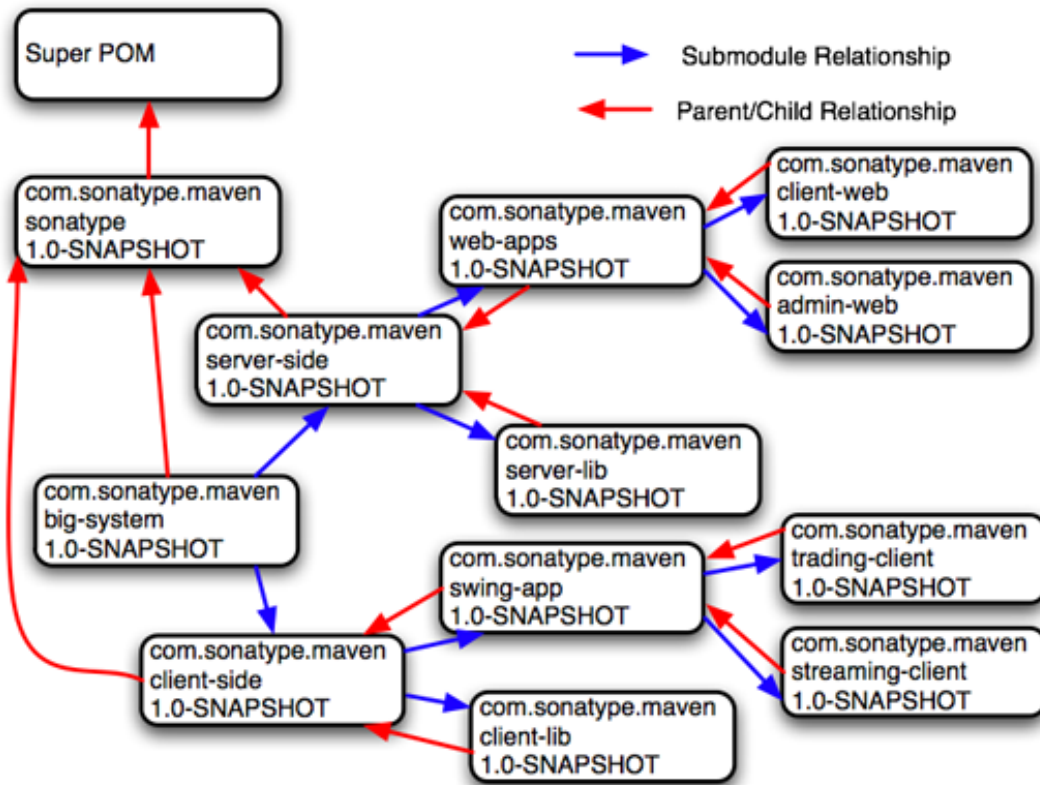 Super POM
Submodule Relationship
Parent/Child Relationship
com.sonatype.maven
sonatype
1.0-SNAPSHOT
com.sonatype.maven
web-apps
1.0-SNAPSHOT
com.sonatype.maven
client-web
1.0-SNAPSHOT
com.sonatype.maven
admin-web
1.0-SNAPSHOT
com.sonatype.maven
server-side
1.0-SNAPSHOT
com.sonatype.maven
server-lib
1.0-SNAPSHOT
com.sonatype.maven
big-system
1.0-SNAPSHOT
com.sonatype.maven
swing-app
1.0-SNAPSHOT
com.sonatype.maven
trading-client
1.0-SNAPSHOT
com.sonatype.maven
streaming-client
1.0-SNAPSHOT
com.sonatype.maven
client-side
1.0-SNAPSHOT
com.sonatype.maven
client-lib
1.0-SNAPSHOT